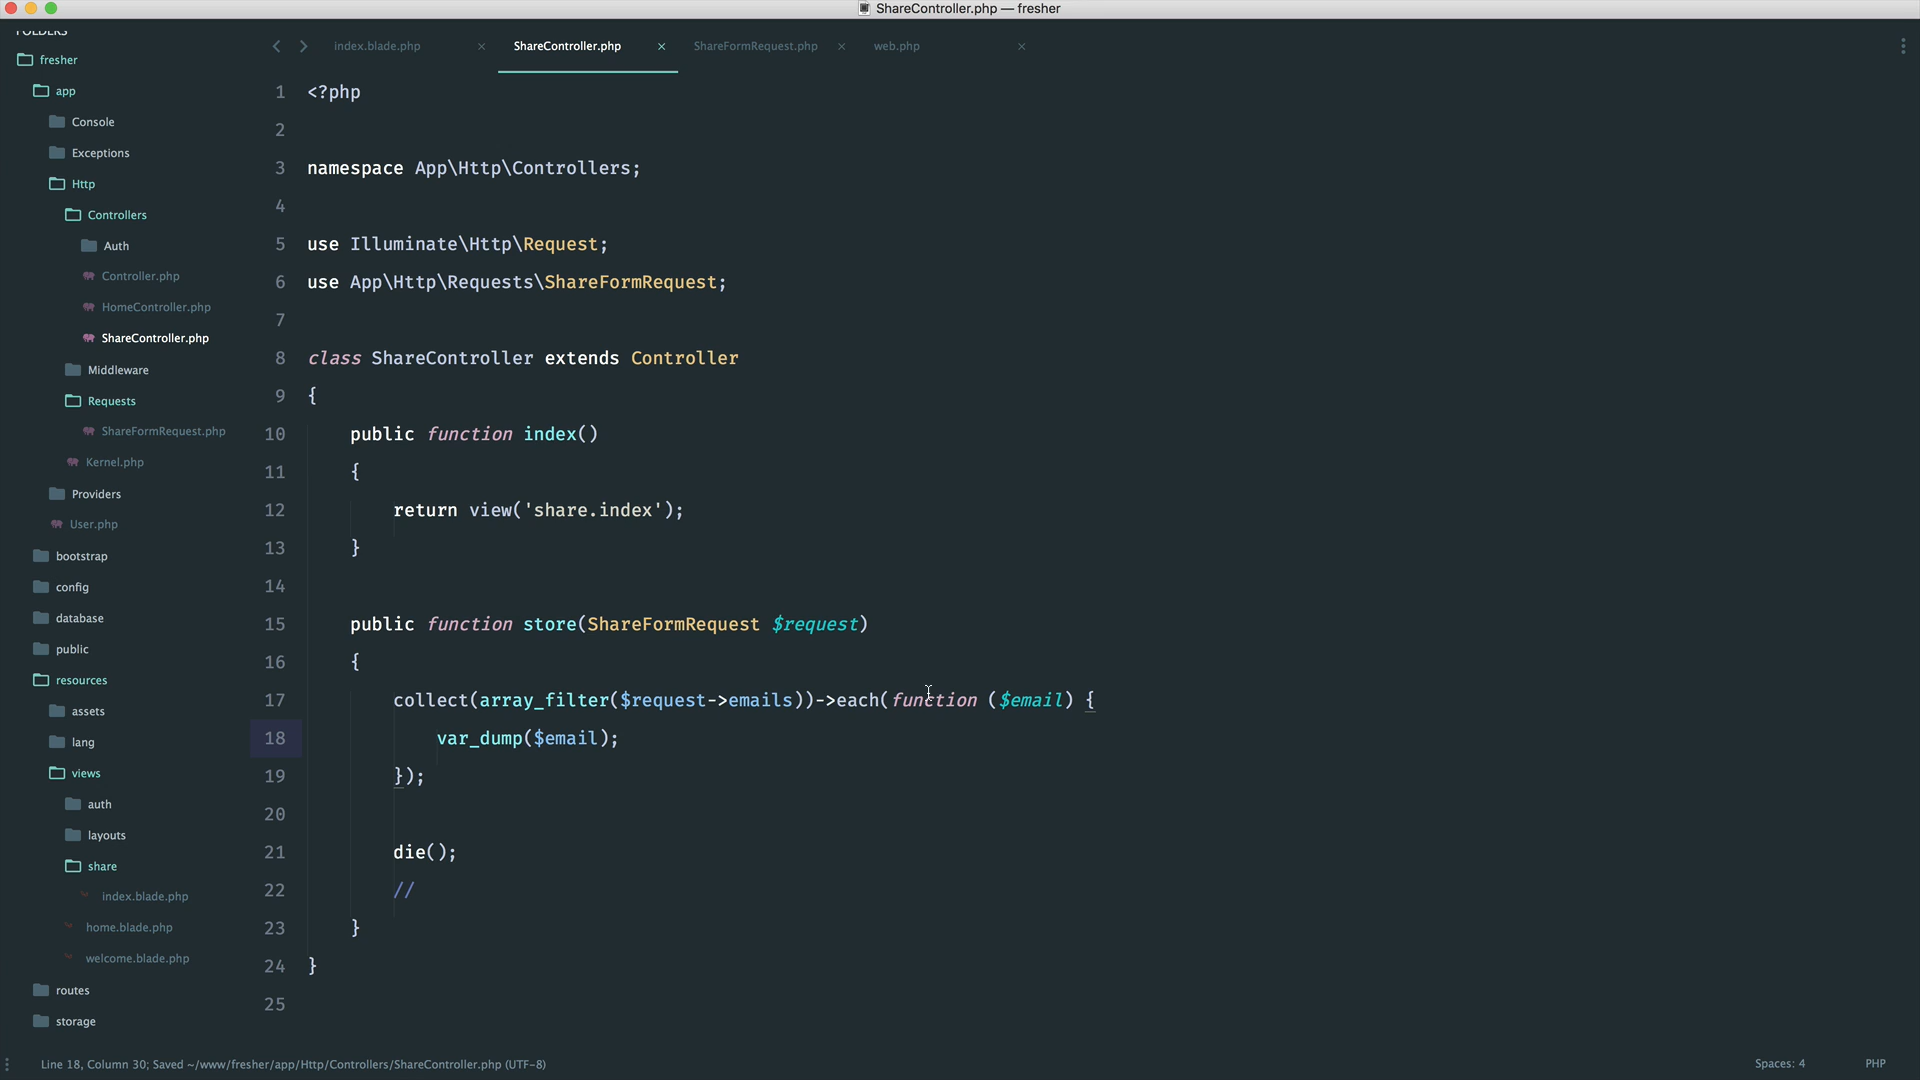 ShareController.php — fresher
FOLDERS
fresher
app
Console
Exceptions
Http
Controllers
Auth
Controller.php
HomeController.php
ShareController.php
Middleware
Requests
ShareFormRequest.php
Kernel.php
Providers
User.php
bootstrap
config
database
public
resources
assets
lang
views
auth
layouts
share
index.blade.php
home.blade.php
welcome.blade.php
routes
storage
index.blade.php × ShareController.php × ShareFormRequest.php × web.php ×
1 <?php
2
3 namespace App\Http\Controllers;
4
5 use Illuminate\Http\Request;
6 use App\Http\Requests\ShareFormRequest;
7
8 class ShareController extends Controller
9 {
10     public function index()
11     {
12         return view('share.index');
13     }
14
15     public function store(ShareFormRequest $request)
16     {
17         collect(array_filter($request->emails))->each(function ($email) {
18             var_dump($email);
19         });
20
21         die();
22         //
23     }
24 }
25
Line 18, Column 30; Saved ~/www/fresher/app/Http/Controllers/ShareController.php (UTF-8)
Spaces: 4 PHP